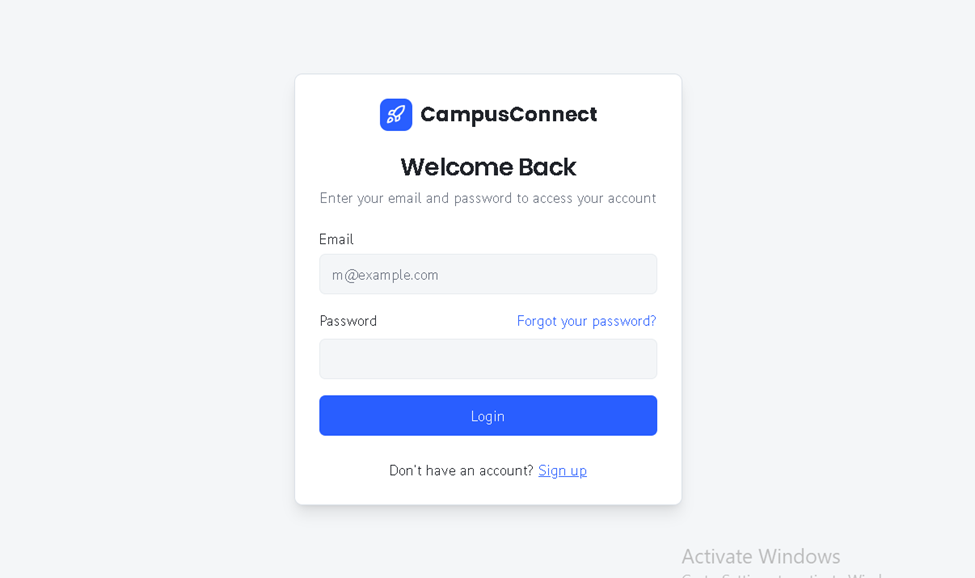 CampusConnect
Welcome Back
Enter your email and password to access your account
Email
m@example.com
Password Forgot your password?
Login
Don't have an account? Sign up
Activate Windows